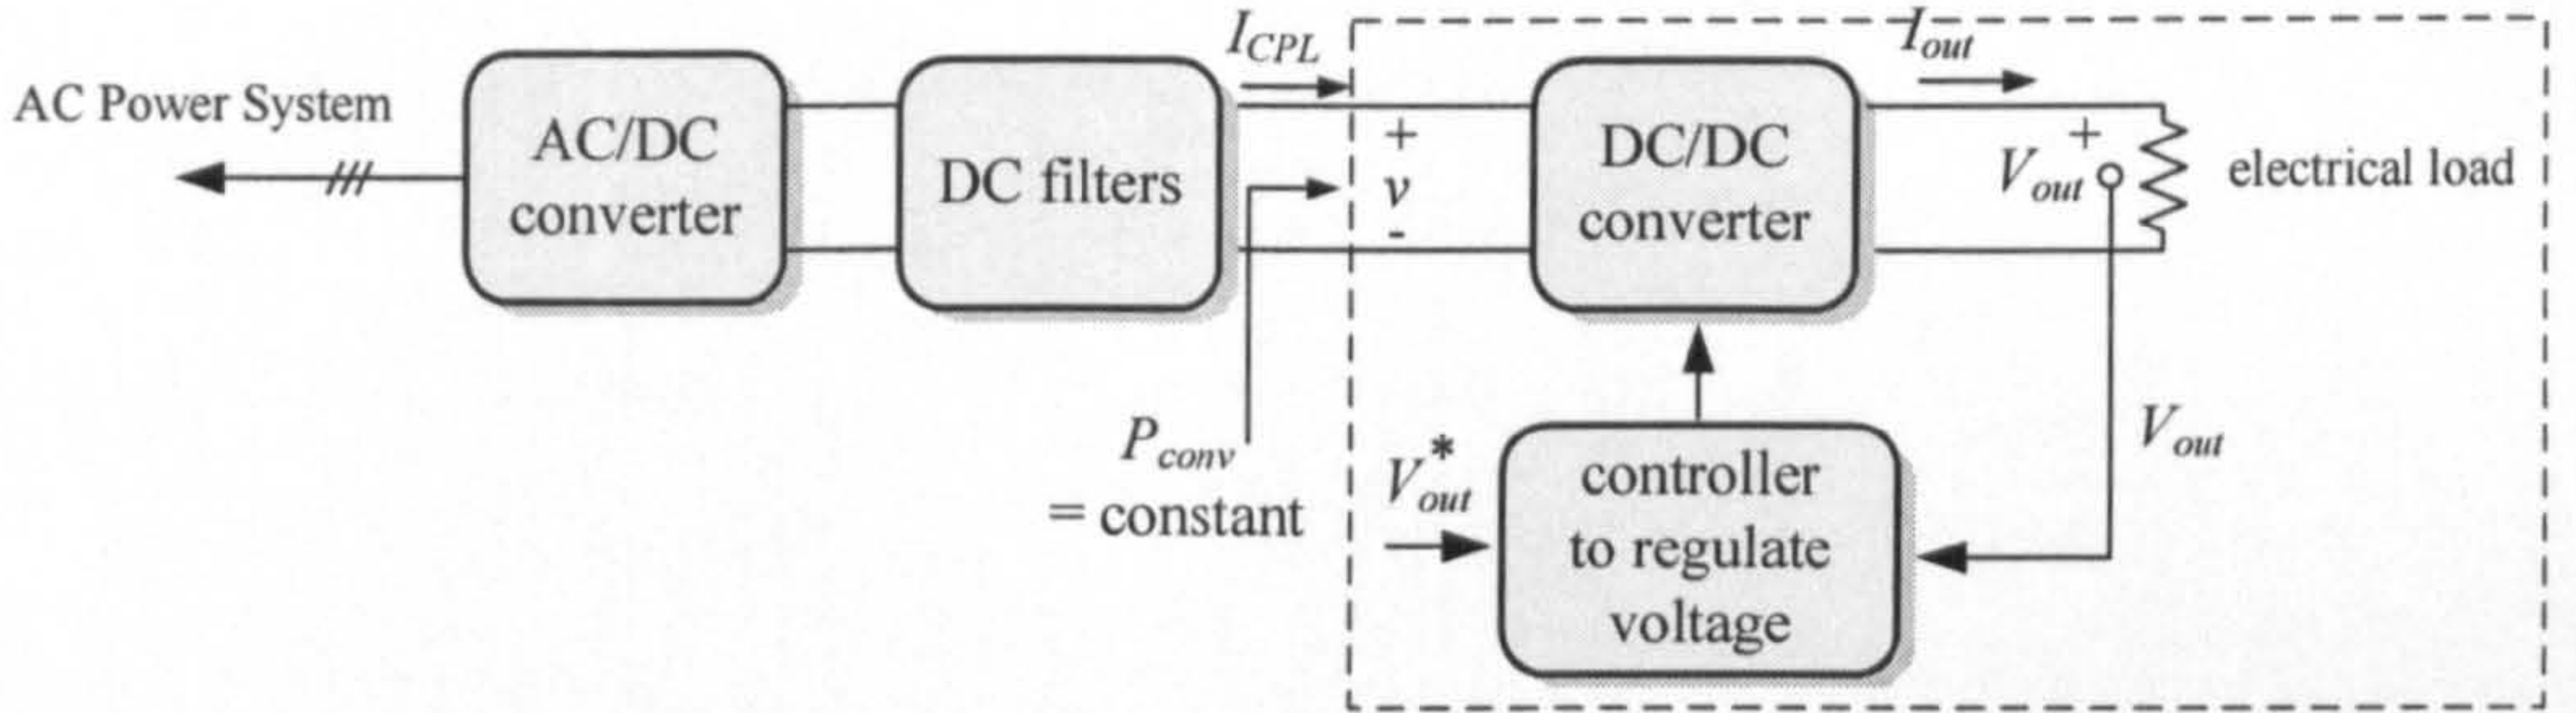 AC Power System
AC/DC
converter
DC filters
I_CPL
P_conv
= constant
+
v
-
DC/DC
converter
I_out
+
V_out
electrical load
V*_out
controller
to regulate
voltage
V_out